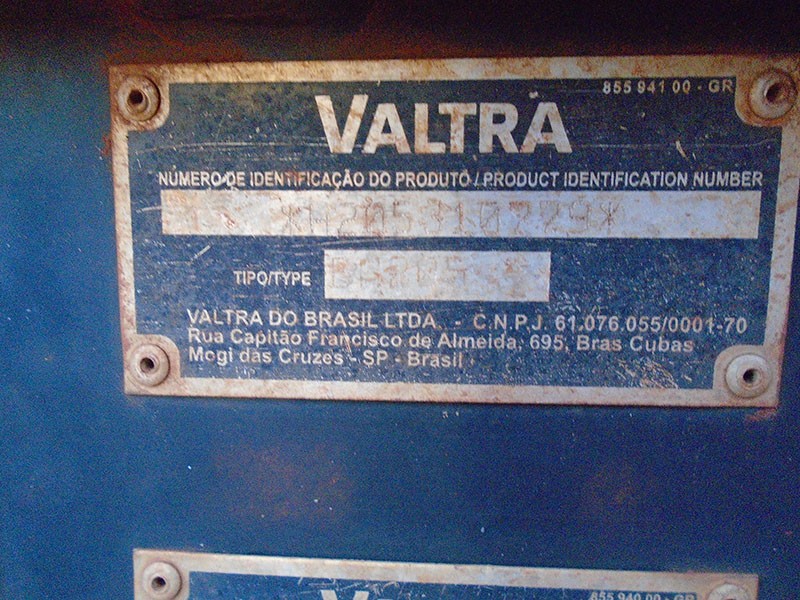 855 941 00 - GR
VALTRA
NÚMERO DE IDENTIFICAÇÃO DO PRODUTO / PRODUCT IDENTIFICATION NUMBER
TIPO/TYPE
VALTRA DO BRASIL LTDA. - C.N.P.J. 61.076.055/0001-70
Rua Capitão Francisco de Almeida, 695, Bras Cubas
Mogi das Cruzes - SP - Brasil
855 940 00 - GR